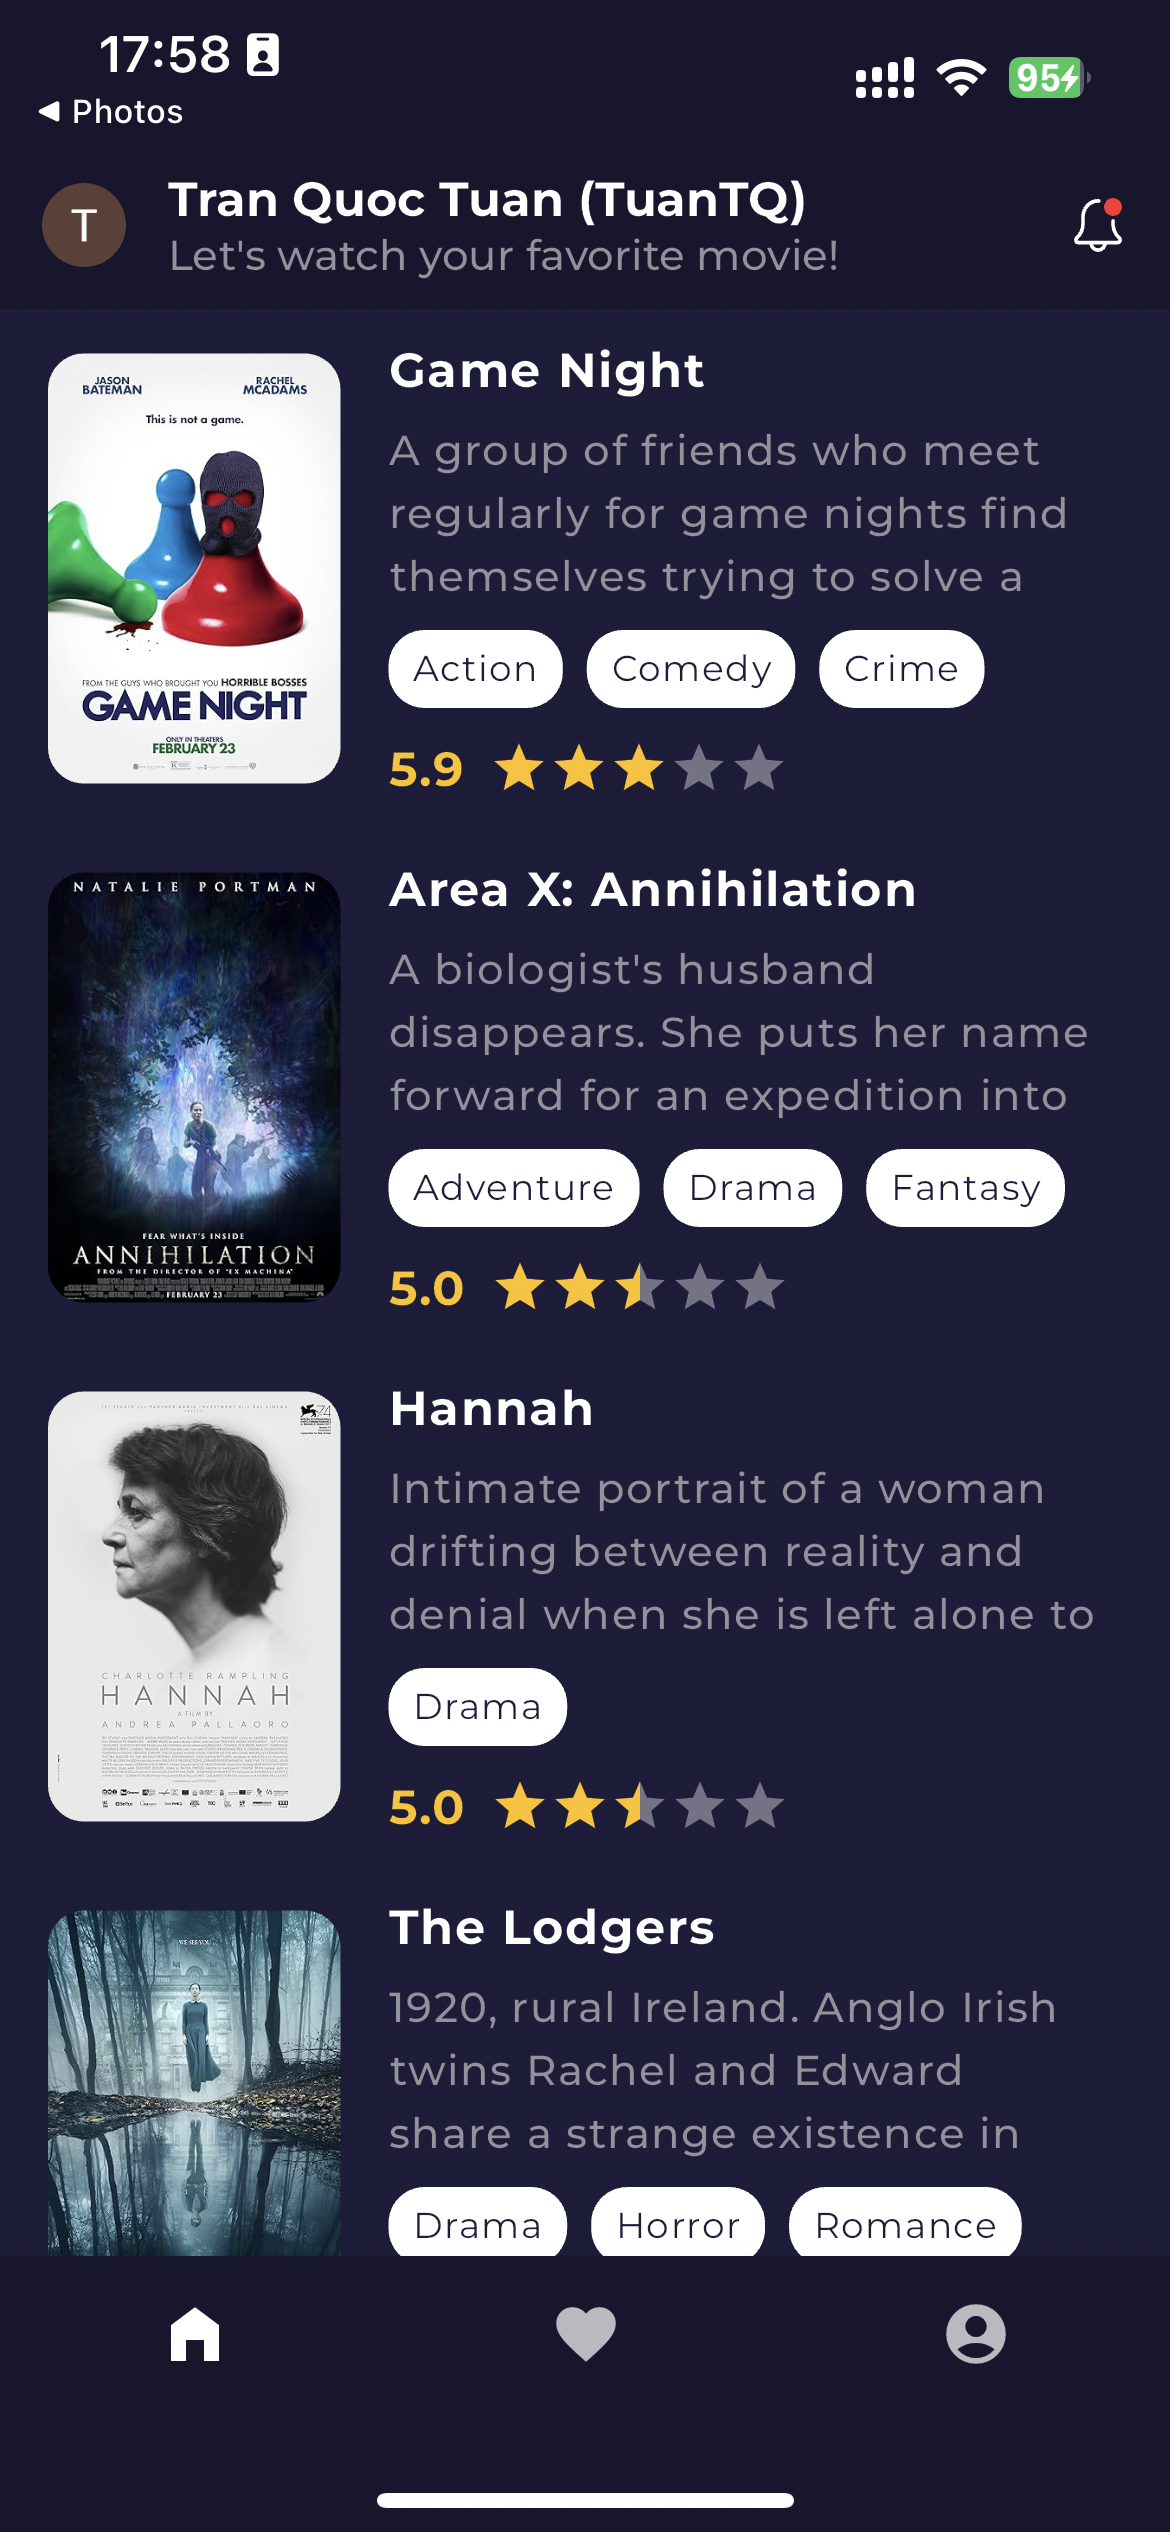 17:58
95
Photos
T
Tran Quoc Tuan (TuanTQ)
Let's watch your favorite movie!
JASON BATEMAN
RACHEL MCADAMS
This is not a game.
FROM THE GUYS WHO BROUGHT YOU HORRIBLE BOSSES
GAME NIGHT
ONLY IN THEATERS
FEBRUARY 23
Game Night
A group of friends who meet
regularly for game nights find
themselves trying to solve a
Action
Comedy
Crime
5.9
NATALIE PORTMAN
FEAR WHAT'S INSIDE
ANNIHILATION
FROM THE DIRECTOR OF "EX MACHINA"
FEBRUARY 23
Area X: Annihilation
A biologist's husband
disappears. She puts her name
forward for an expedition into
Adventure
Drama
Fantasy
5.0
CHARLOTTE RAMPLING
HANNAH
A FILM BY
ANDREA PALLAORO
Hannah
Intimate portrait of a woman
drifting between reality and
denial when she is left alone to
Drama
5.0
WE SEE YOU
The Lodgers
1920, rural Ireland. Anglo Irish
twins Rachel and Edward
share a strange existence in
Drama
Horror
Romance